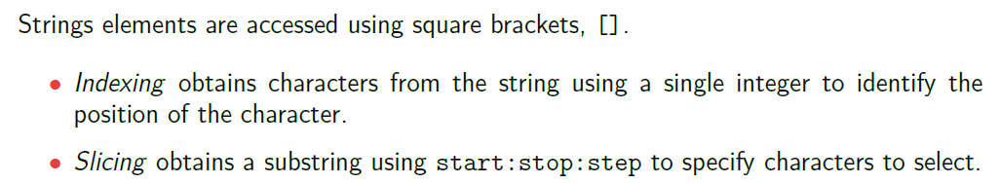 Strings elements are accessed using square brackets, [].
• Indexing obtains characters from the string using a single integer to identify the
position of the character.
• Slicing obtains a substring using start:stop:step to specify characters to select.